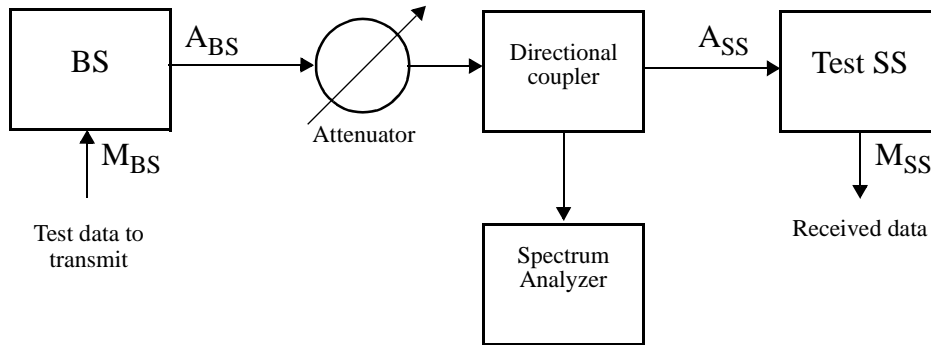 BS
A_BS
Attenuator
Directional
coupler
A_SS
Test SS
M_BS
Test data to
transmit
Spectrum
Analyzer
M_SS
Received data